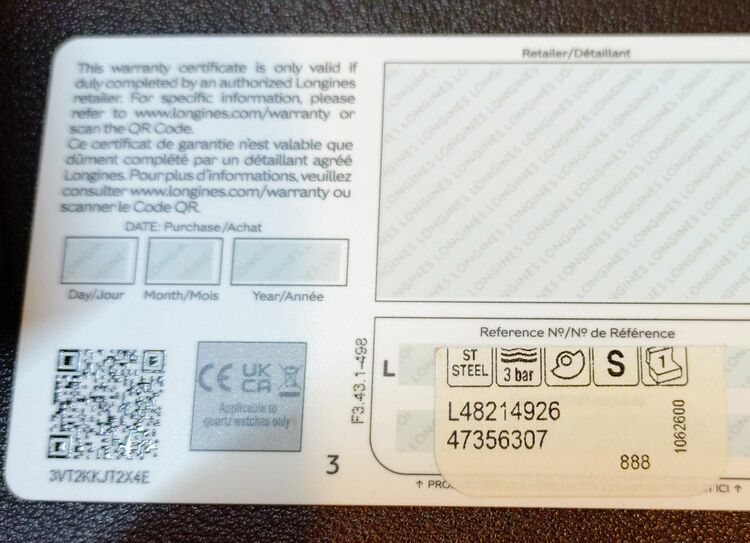 This warranty certificate is only valid if
duly completed by an authorized Longines
retailer. For specific information, please
refer to www.longines.com/warranty or
scan the QR Code.
Ce certificat de garantie n'est valable que
dûment complété par un détaillant agréé
Longines. Pour plus d'informations, veuillez
consulter www.longines.com/warranty ou
scanner le Code QR.
DATE: Purchase/Achat
Day/Jour Month/Mois Year/Année
3VT2KKJT2X4E
CE UK CA
Applicable to
quartz watches only
3
F3.43.1-498
Retailer/Détaillant
LONGINES LONGINES LONGINES LONGINES
Reference Nº/Nº de Référence
L
ST
STEEL
3 bar
S
1
L48214926
47356307
888
1062600
ICI